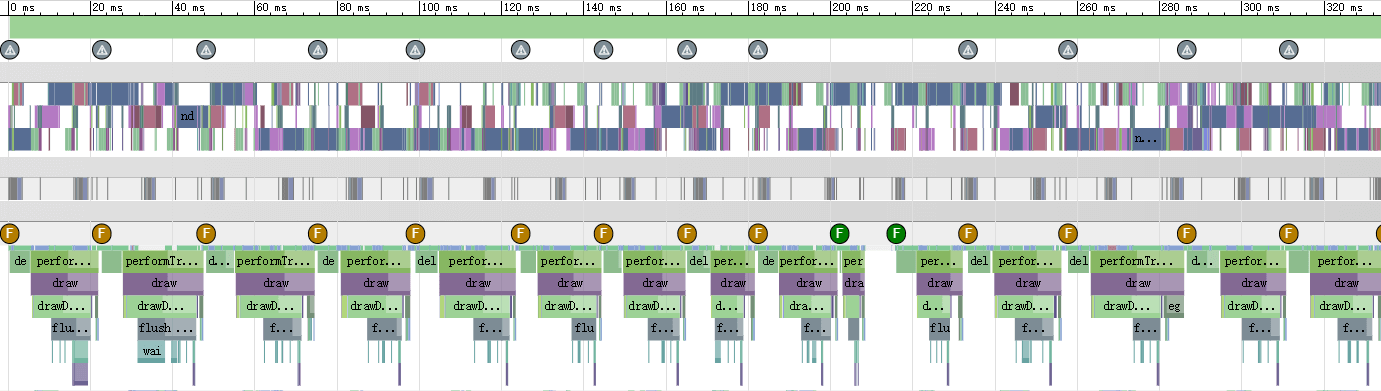 0 ms 20 ms 40 ms 60 ms 80 ms 100 ms 120 ms 140 ms 160 ms 180 ms 200 ms 220 ms 240 ms 260 ms 280 ms 300 ms 320 ms
nd
n...
F F F F F F F F F F F F F F F
de perfor... performTr... d... performTr... de perfor... del perfor... perfor... perfor... del per... de perfor... per per... del perfor... del performTr... d... perfor... perfor...
draw draw draw draw draw draw draw draw draw dra draw draw draw draw draw
drawD... drawD... drawD... drawD... drawD... drawD... drawD... d... dra... d... drawD... drawD... eg drawD... drawD...
flu... flush ... f... f... f... flu f... f... flu f... f... f... f...
wai